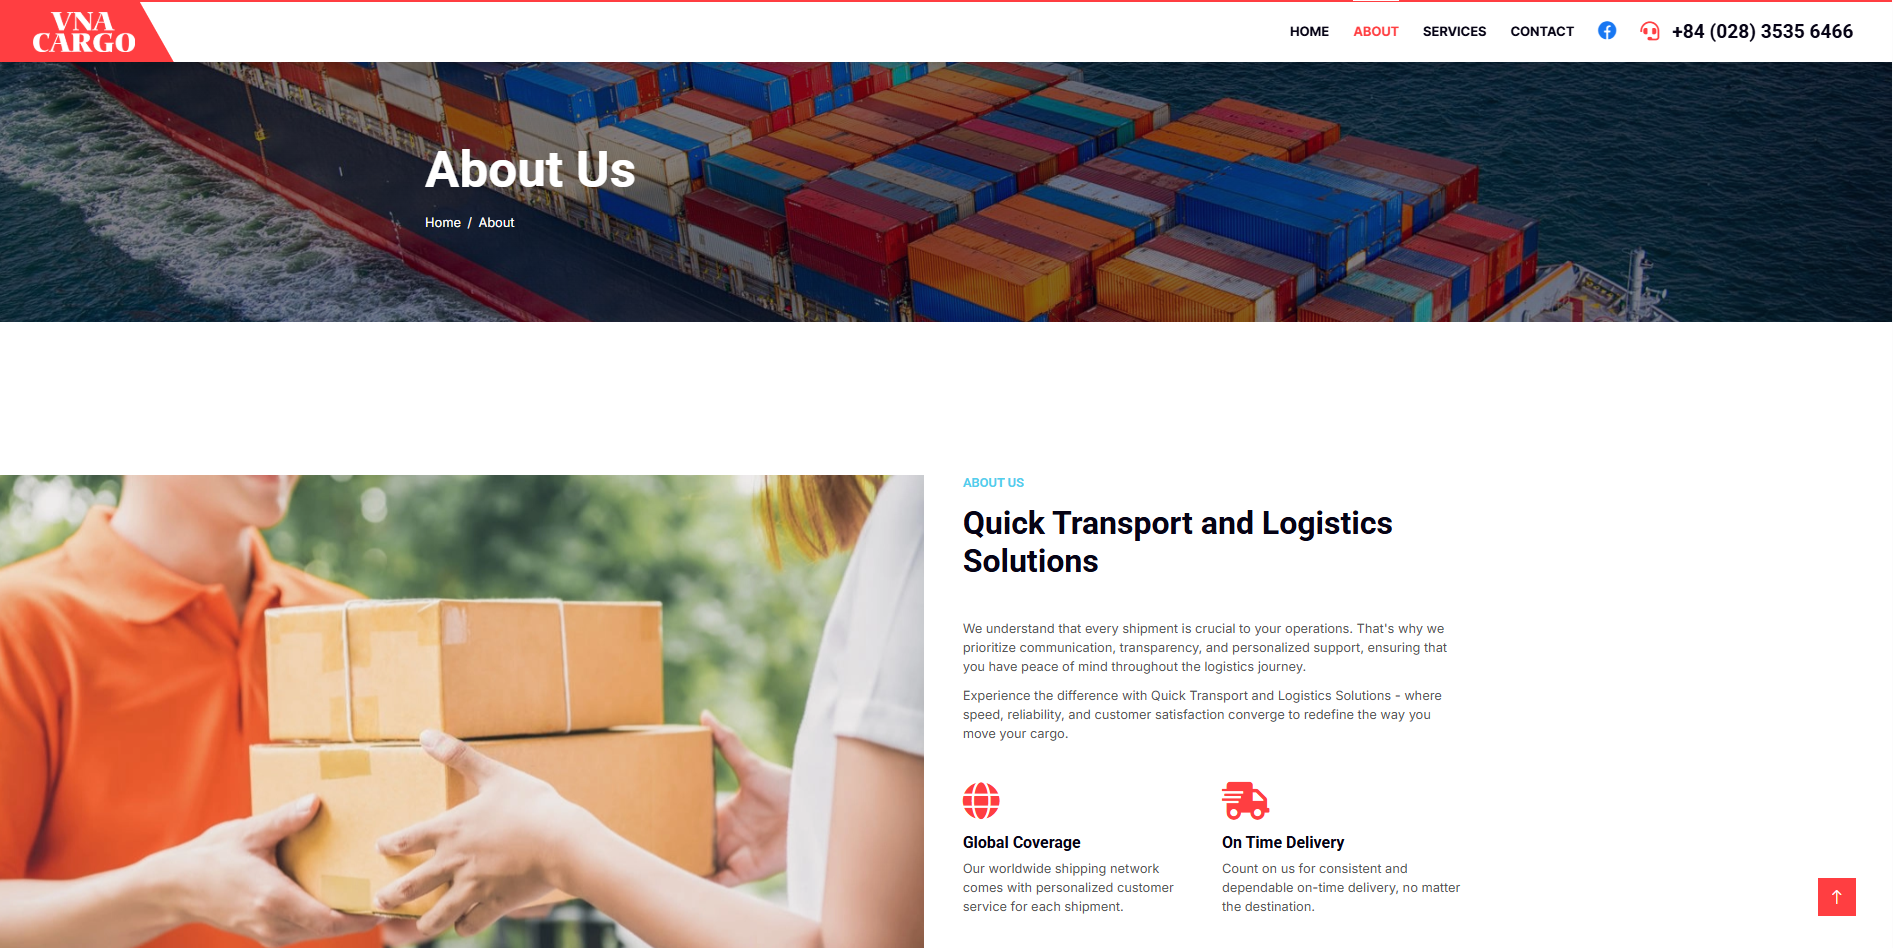 VNA
CARGO
HOME ABOUT SERVICES CONTACT +84 (028) 3535 6466
About Us
Home / About
ABOUT US
Quick Transport and Logistics
Solutions
We understand that every shipment is crucial to your operations. That's why we
prioritize communication, transparency, and personalized support, ensuring that
you have peace of mind throughout the logistics journey.
Experience the difference with Quick Transport and Logistics Solutions - where
speed, reliability, and customer satisfaction converge to redefine the way you
move your cargo.
Global Coverage
Our worldwide shipping network
comes with personalized customer
service for each shipment.
On Time Delivery
Count on us for consistent and
dependable on-time delivery, no matter
the destination.